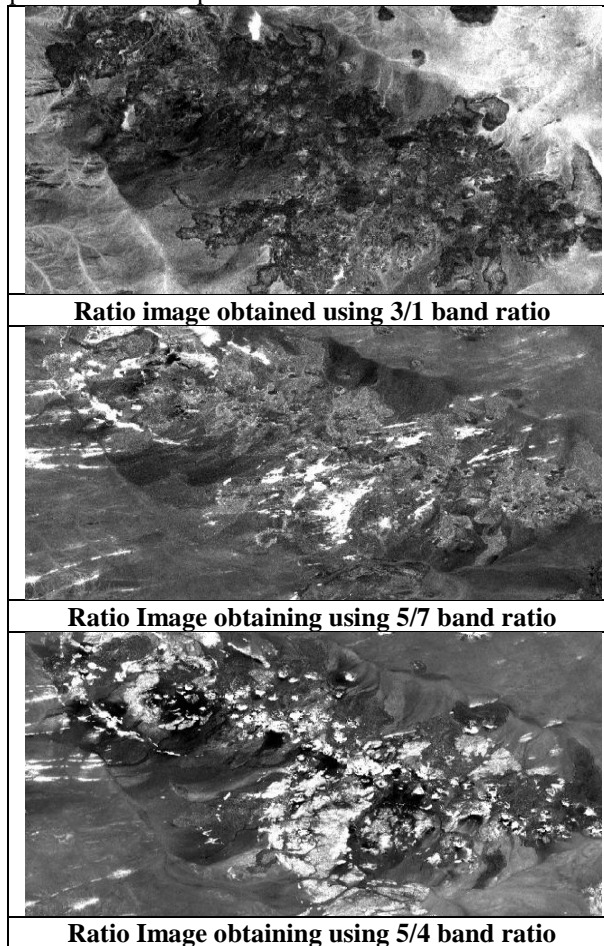 Ratio image obtained using 3/1 band ratio
Ratio Image obtaining using 5/7 band ratio
Ratio Image obtaining using 5/4 band ratio